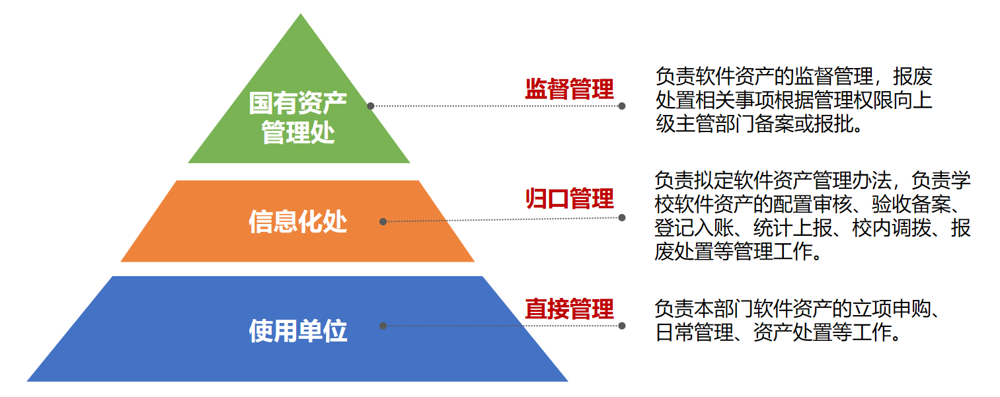 国有资产
管理处
监督管理
负责软件资产的监督管理，报废
处置相关事项根据管理权限向上
级主管部门备案或报批。
信息化处
归口管理
负责拟定软件资产管理办法，负责学
校软件资产的配置审核、验收备案、
登记入账、统计上报、校内调拨、报
废处置等管理工作。
使用单位
直接管理
负责本部门软件资产的立项申购、
日常管理、资产处置等工作。